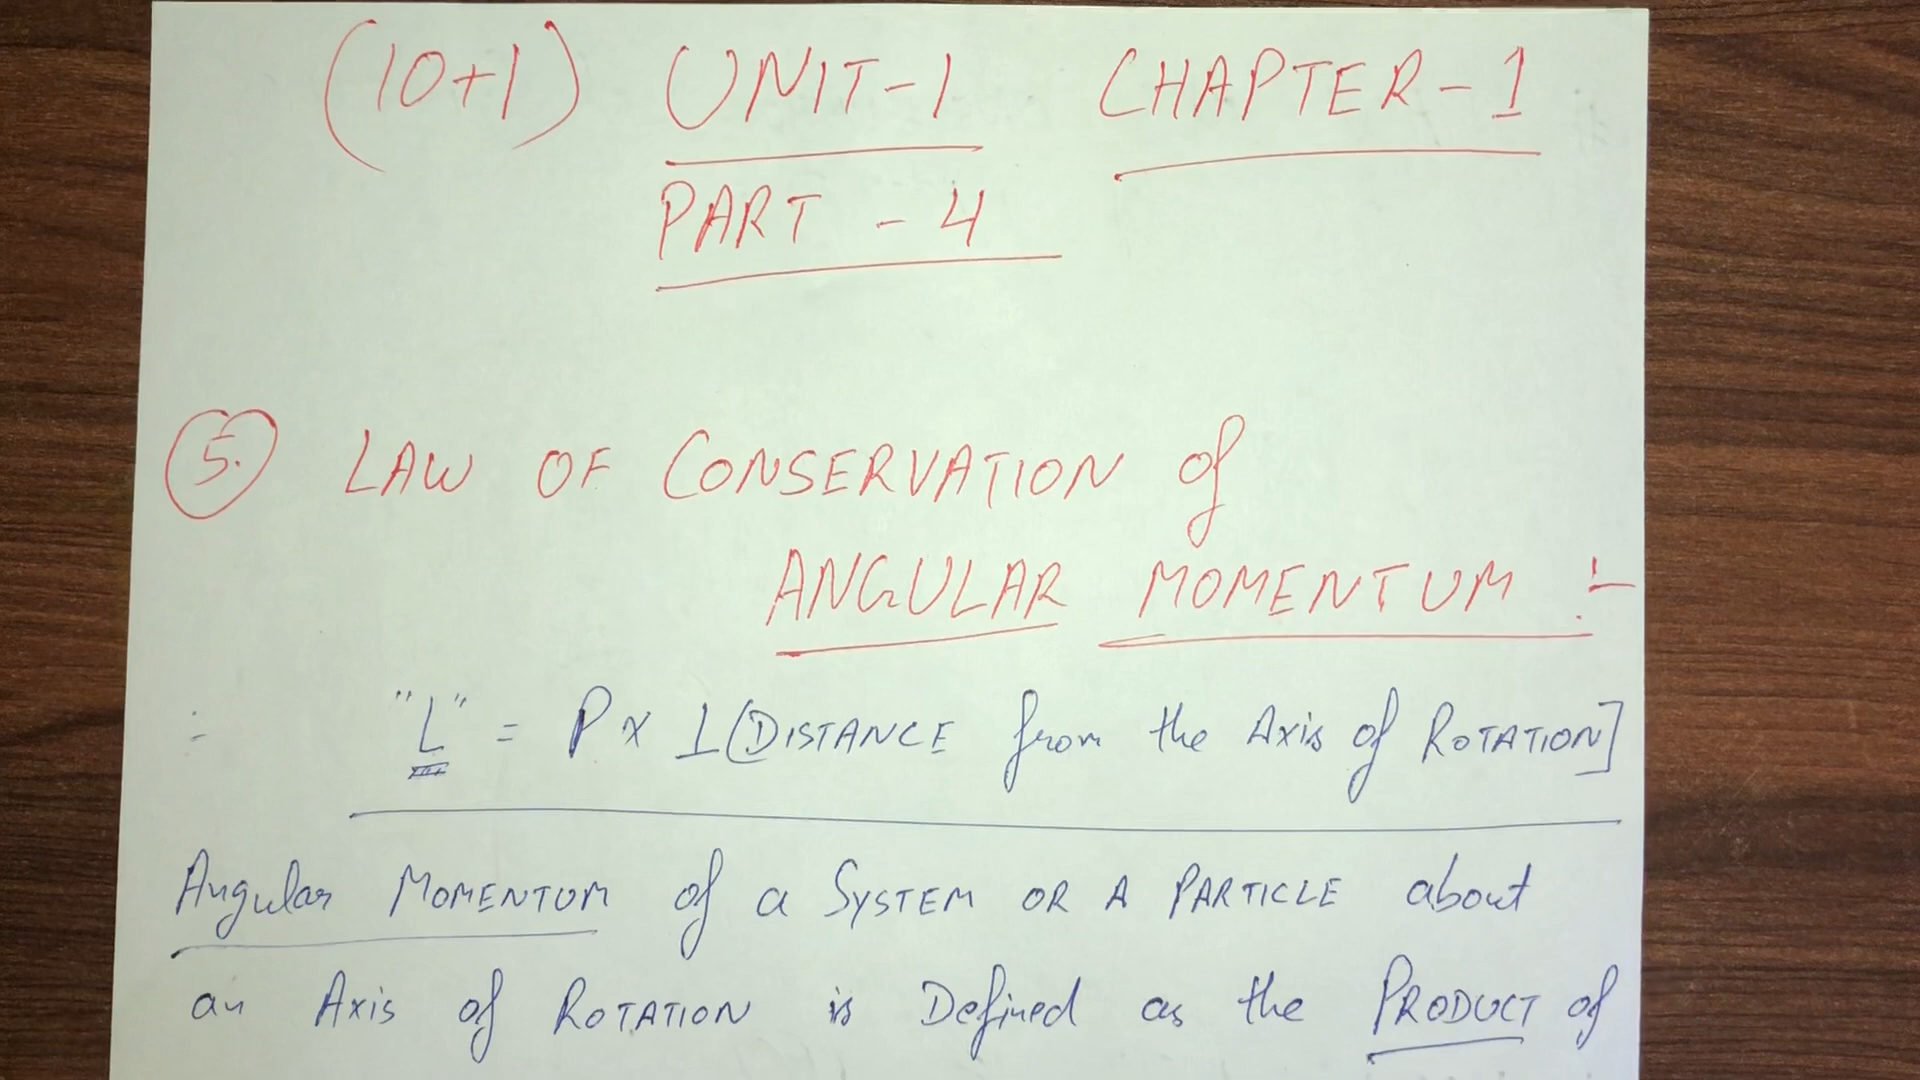 (10+1) UNIT-1 CHAPTER-1
PART - 4
5. LAW OF CONSERVATION of
ANGULAR MOMENTUM :-
∴ "L" = P × ⊥ (DISTANCE from the Axis of ROTATION]
Angular MOMENTUM of a SYSTEM OR A PARTICLE about
an Axis of ROTATION is Defined as the PRODUCT of